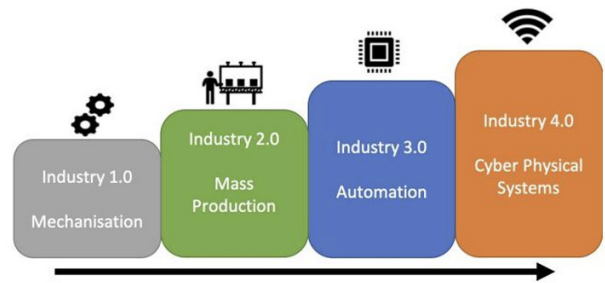 Industry 1.0
Mechanisation
Industry 2.0
Mass
Production
Industry 3.0
Automation
Industry 4.0
Cyber Physical
Systems